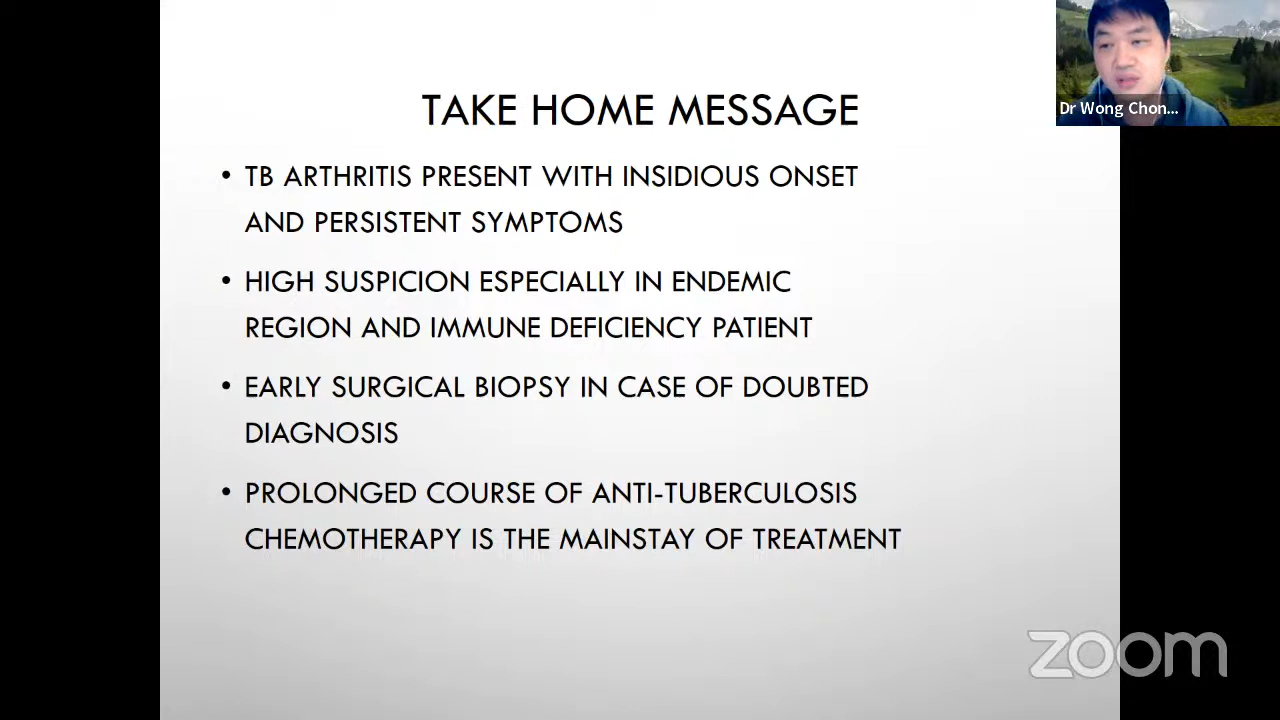 TAKE HOME MESSAGE
Dr Wong Chon...
• TB ARTHRITIS PRESENT WITH INSIDIOUS ONSET
AND PERSISTENT SYMPTOMS
• HIGH SUSPICION ESPECIALLY IN ENDEMIC
REGION AND IMMUNE DEFICIENCY PATIENT
• EARLY SURGICAL BIOPSY IN CASE OF DOUBTED
DIAGNOSIS
• PROLONGED COURSE OF ANTI-TUBERCULOSIS
CHEMOTHERAPY IS THE MAINSTAY OF TREATMENT
zoom